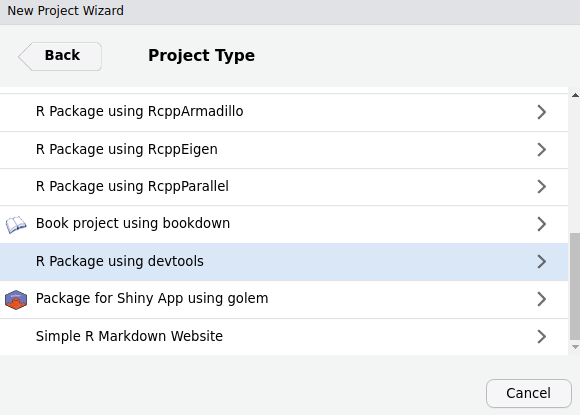 New Project Wizard
Back
Project Type
R Package using RcppArmadillo
R Package using RcppEigen
R Package using RcppParallel
Book project using bookdown
R Package using devtools
Package for Shiny App using golem
Simple R Markdown Website
Cancel